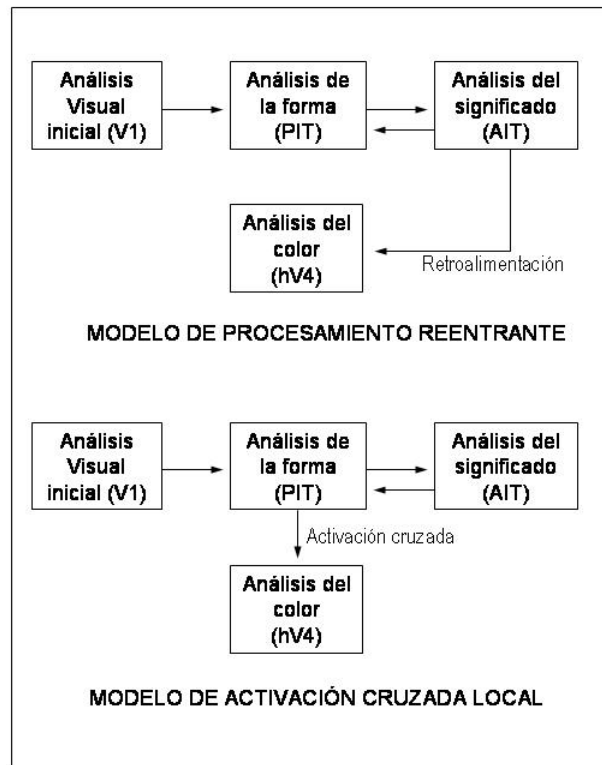 Análisis
Visual
inicial (V1)
Análisis de
la forma
(PIT)
Análisis del
significado
(AIT)
Análisis del
color
(hV4)
Retroalimentación
MODELO DE PROCESAMIENTO REENTRANTE
Análisis
Visual
inicial (V1)
Análisis de
la forma
(PIT)
Análisis del
significado
(AIT)
Activación cruzada
Análisis del
color
(hV4)
MODELO DE ACTIVACIÓN CRUZADA LOCAL